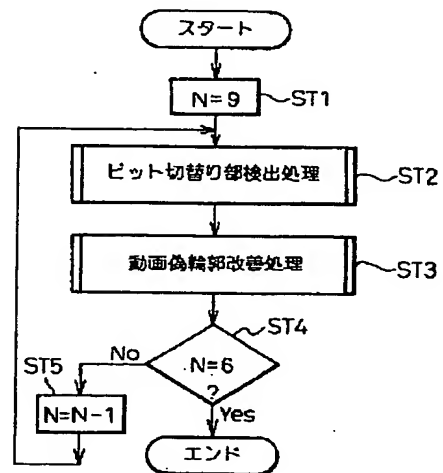 スタート
N=9
ST1
ビット切替り部検出処理
ST2
動画偽輪郭改善処理
ST3
ST4
N=6
?
No
Yes
ST5
N=N-1
エンド